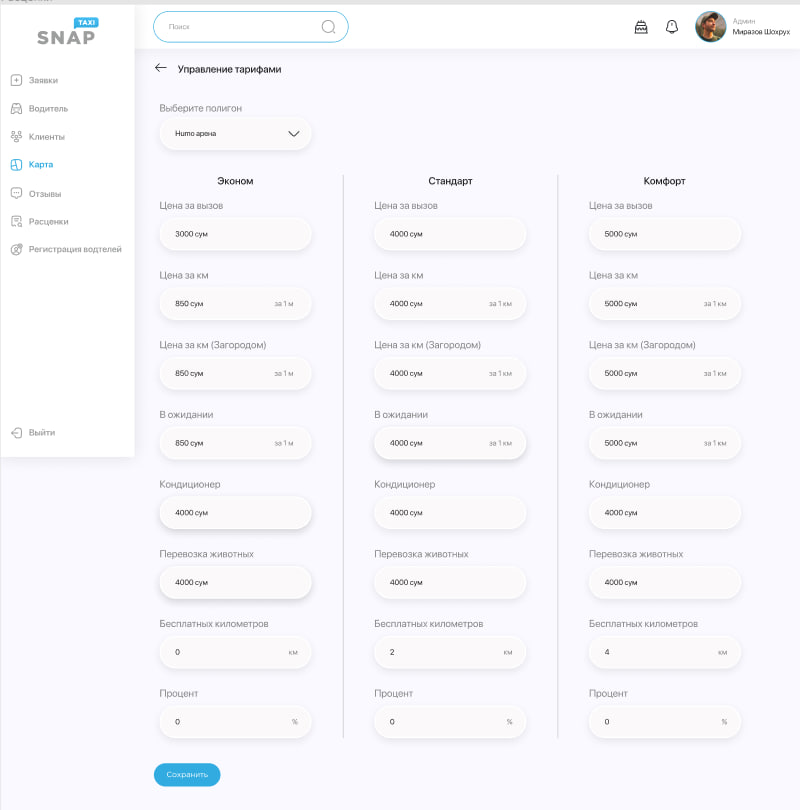 TAXI
SNAP
Поиск
Админ
Миразов Шохрух
Заявки
Водитель
Клиенты
Карта
Отзывы
Расценки
Регистрация водтелей
Выйти
Управление тарифами
Выберите полигон
Humo арена
Эконом
Цена за вызов
3000 сум
Цена за км
850 сум за 1 м
Цена за км (Загородом)
850 сум за 1 м
В ожидании
850 сум за 1 м
Кондиционер
4000 сум
Перевозка животных
4000 сум
Бесплатных километров
0 км
Процент
0 %
Стандарт
Цена за вызов
4000 сум
Цена за км
4000 сум за 1 км
Цена за км (Загородом)
4000 сум за 1 км
В ожидании
4000 сум за 1 км
Кондиционер
4000 сум
Перевозка животных
4000 сум
Бесплатных километров
2 км
Процент
0 %
Комфорт
Цена за вызов
5000 сум
Цена за км
5000 сум за 1 км
Цена за км (Загородом)
5000 сум за 1 км
В ожидании
5000 сум за 1 км
Кондиционер
4000 сум
Перевозка животных
4000 сум
Бесплатных километров
4 км
Процент
0 %
Сохранить